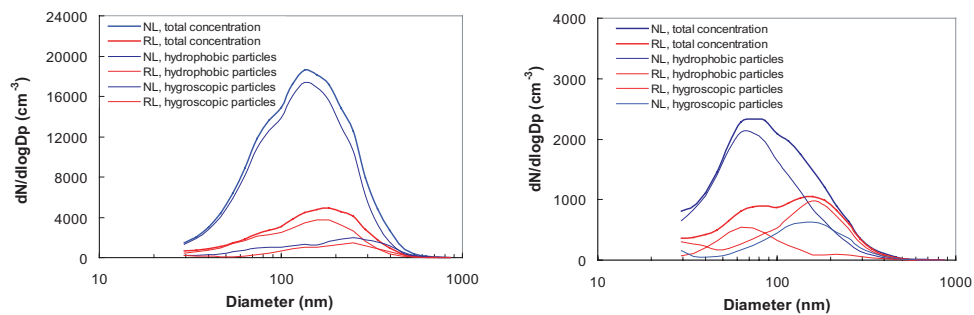 24000
20000
16000
12000
8000
4000
0
dN/dlogDp (cm⁻³)
NL, total concentration
RL, total concentration
NL, hydrophobic particles
RL, hydrophobic particles
NL, hygroscopic particles
RL, hygroscopic particles
10
100
1000
Diameter (nm)
4000
3000
2000
1000
0
dN/dlogDp (cm⁻³)
NL, total concentration
RL, total concentration
NL, hydrophobic particles
RL, hydrophobic particles
RL, hygroscopic particles
NL, hygroscopic particles
10
100
1000
Diameter (nm)